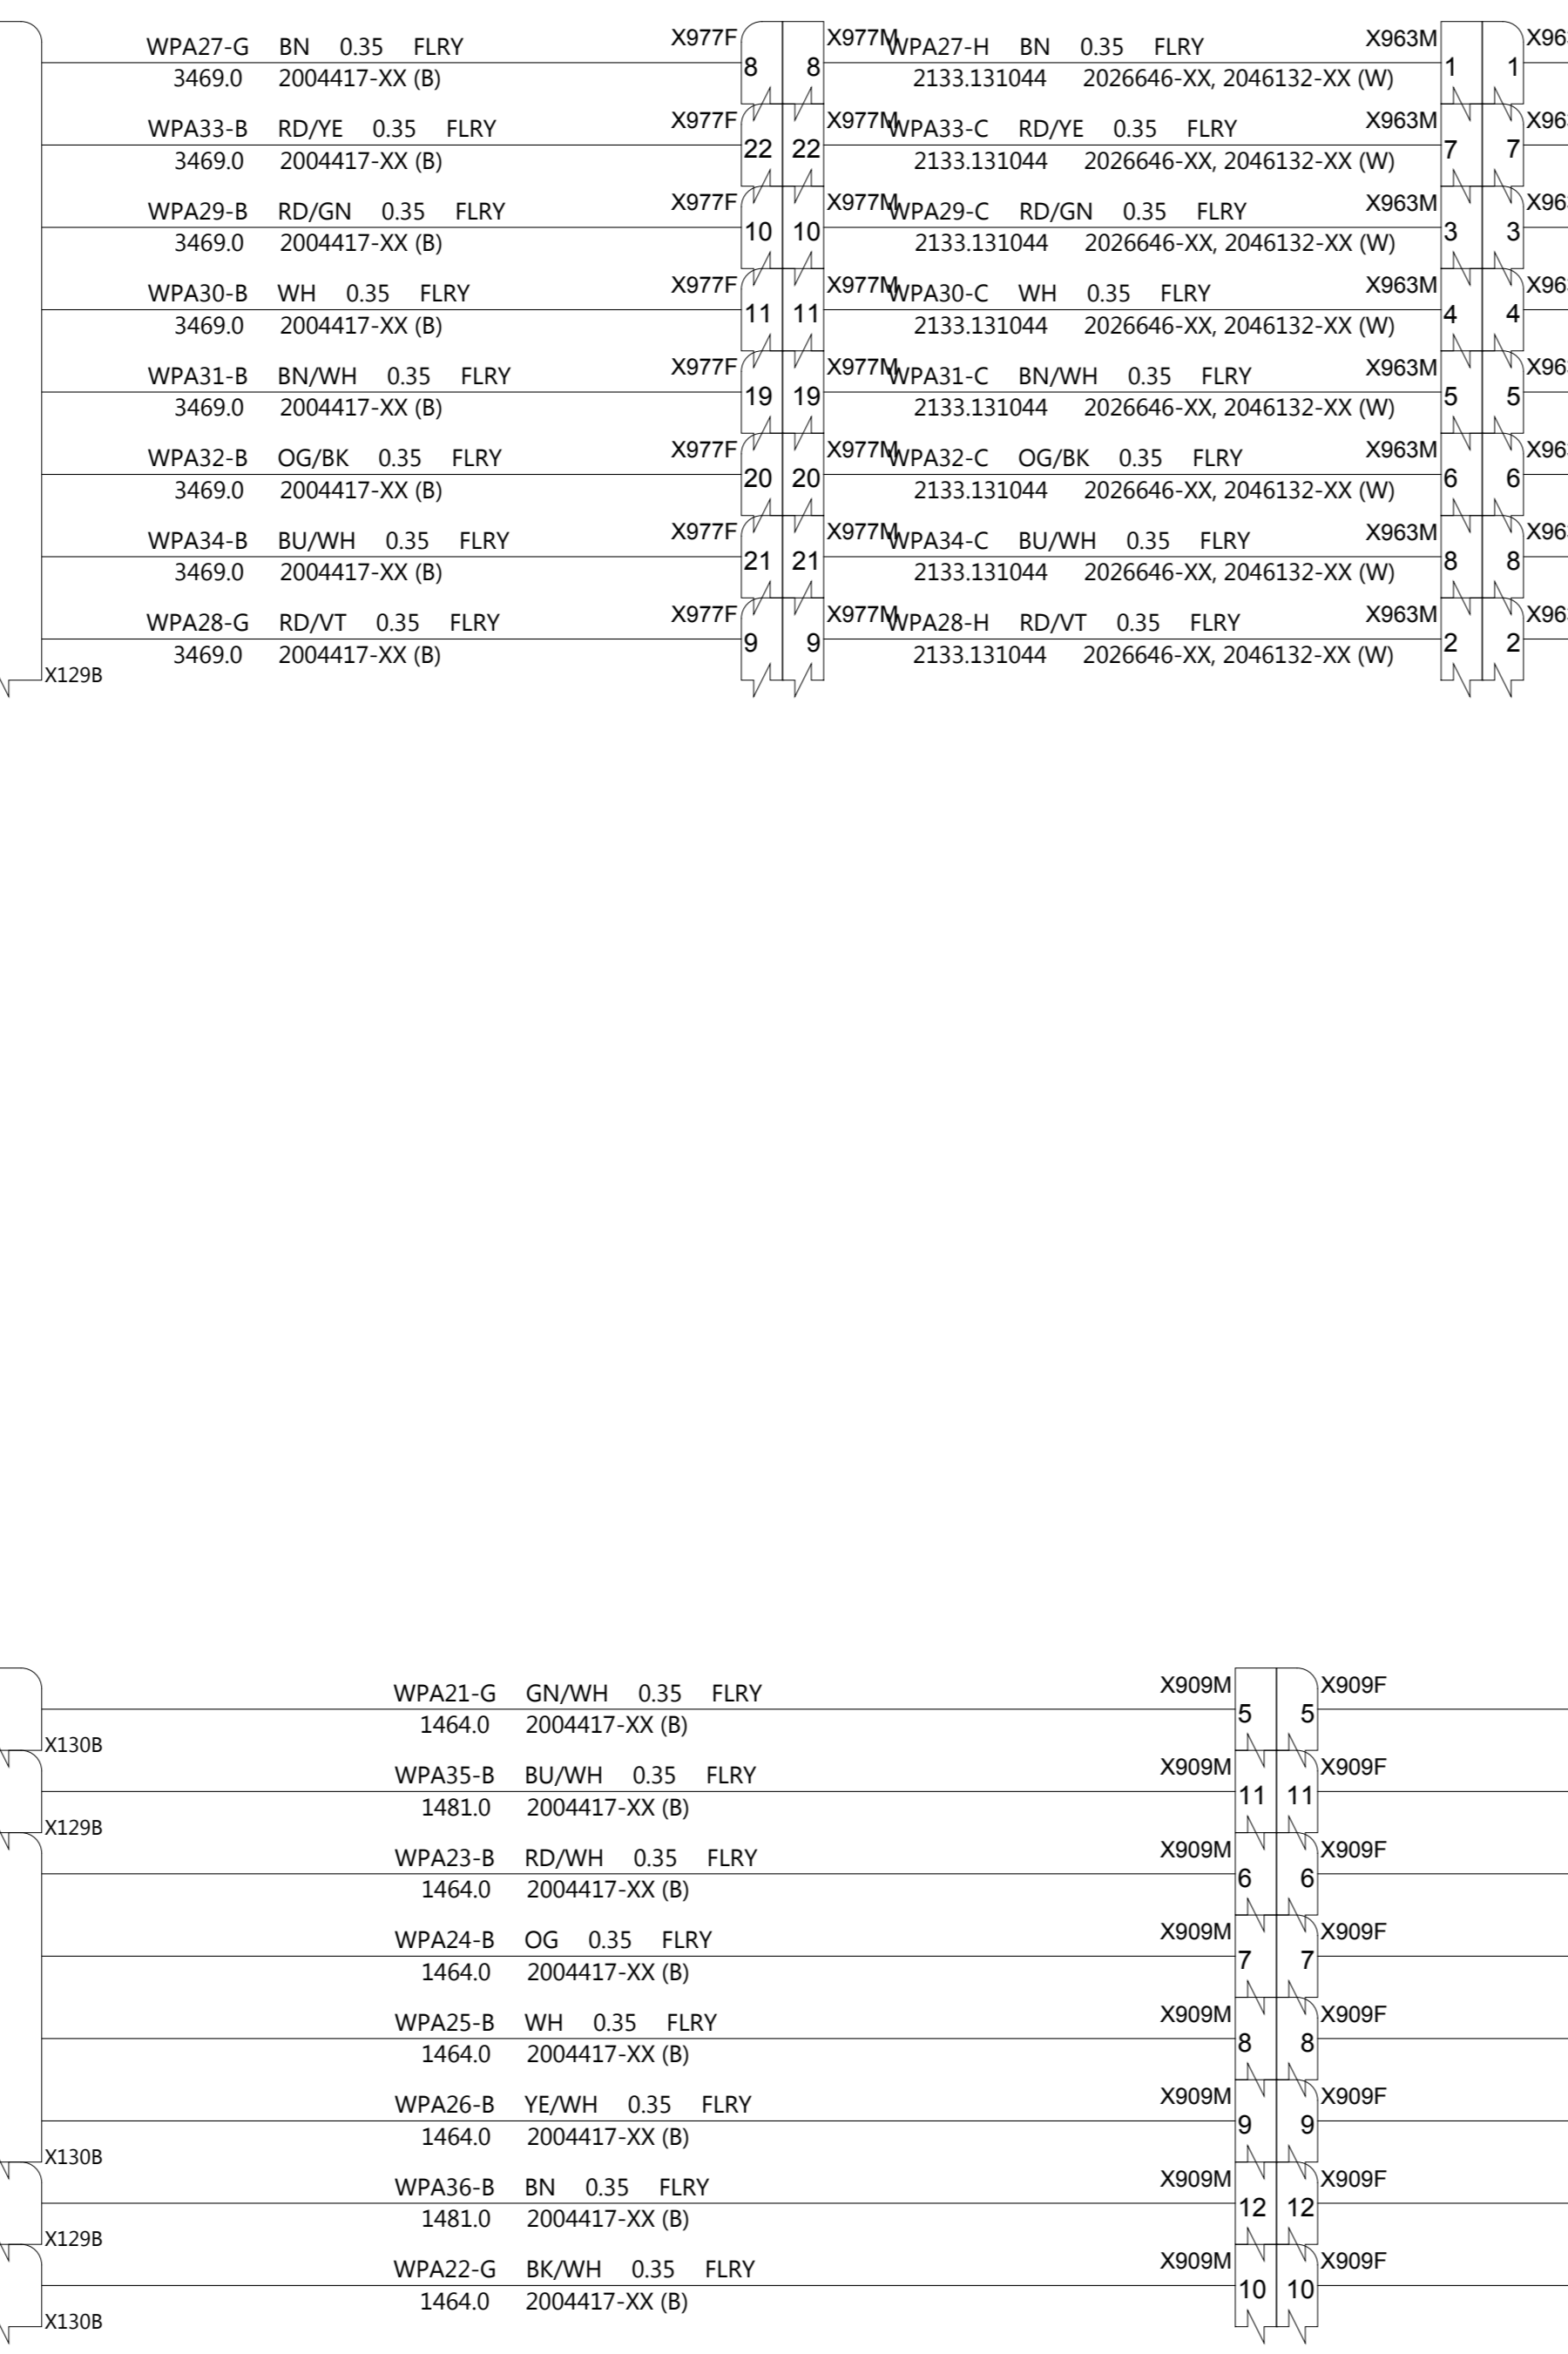 WPA27-G BN 0.35 FLRY X977F 8 8 X977M WPA27-H BN 0.35 FLRY X963M 1 1 X96
3469.0 2004417-XX (B) 2133.131044 2026646-XX, 2046132-XX (W)
WPA33-B RD/YE 0.35 FLRY X977F 22 22 X977M WPA33-C RD/YE 0.35 FLRY X963M 7 7 X96
3469.0 2004417-XX (B) 2133.131044 2026646-XX, 2046132-XX (W)
WPA29-B RD/GN 0.35 FLRY X977F 10 10 X977M WPA29-C RD/GN 0.35 FLRY X963M 3 3 X96
3469.0 2004417-XX (B) 2133.131044 2026646-XX, 2046132-XX (W)
WPA30-B WH 0.35 FLRY X977F 11 11 X977M WPA30-C WH 0.35 FLRY X963M 4 4 X96
3469.0 2004417-XX (B) 2133.131044 2026646-XX, 2046132-XX (W)
WPA31-B BN/WH 0.35 FLRY X977F 19 19 X977M WPA31-C BN/WH 0.35 FLRY X963M 5 5 X96
3469.0 2004417-XX (B) 2133.131044 2026646-XX, 2046132-XX (W)
WPA32-B OG/BK 0.35 FLRY X977F 20 20 X977M WPA32-C OG/BK 0.35 FLRY X963M 6 6 X96
3469.0 2004417-XX (B) 2133.131044 2026646-XX, 2046132-XX (W)
WPA34-B BU/WH 0.35 FLRY X977F 21 21 X977M WPA34-C BU/WH 0.35 FLRY X963M 8 8 X96
3469.0 2004417-XX (B) 2133.131044 2026646-XX, 2046132-XX (W)
WPA28-G RD/VT 0.35 FLRY X977F 9 9 X977M WPA28-H RD/VT 0.35 FLRY X963M 2 2 X96
3469.0 2004417-XX (B) 2133.131044 2026646-XX, 2046132-XX (W)
X129B
WPA21-G GN/WH 0.35 FLRY X909M 5 5 X909F
1464.0 2004417-XX (B)
X130B
WPA35-B BU/WH 0.35 FLRY X909M 11 11 X909F
1481.0 2004417-XX (B)
X129B
WPA23-B RD/WH 0.35 FLRY X909M 6 6 X909F
1464.0 2004417-XX (B)
WPA24-B OG 0.35 FLRY X909M 7 7 X909F
1464.0 2004417-XX (B)
WPA25-B WH 0.35 FLRY X909M 8 8 X909F
1464.0 2004417-XX (B)
WPA26-B YE/WH 0.35 FLRY X909M 9 9 X909F
1464.0 2004417-XX (B)
X130B
WPA36-B BN 0.35 FLRY X909M 12 12 X909F
1481.0 2004417-XX (B)
X129B
WPA22-G BK/WH 0.35 FLRY X909M 10 10 X909F
1464.0 2004417-XX (B)
X130B